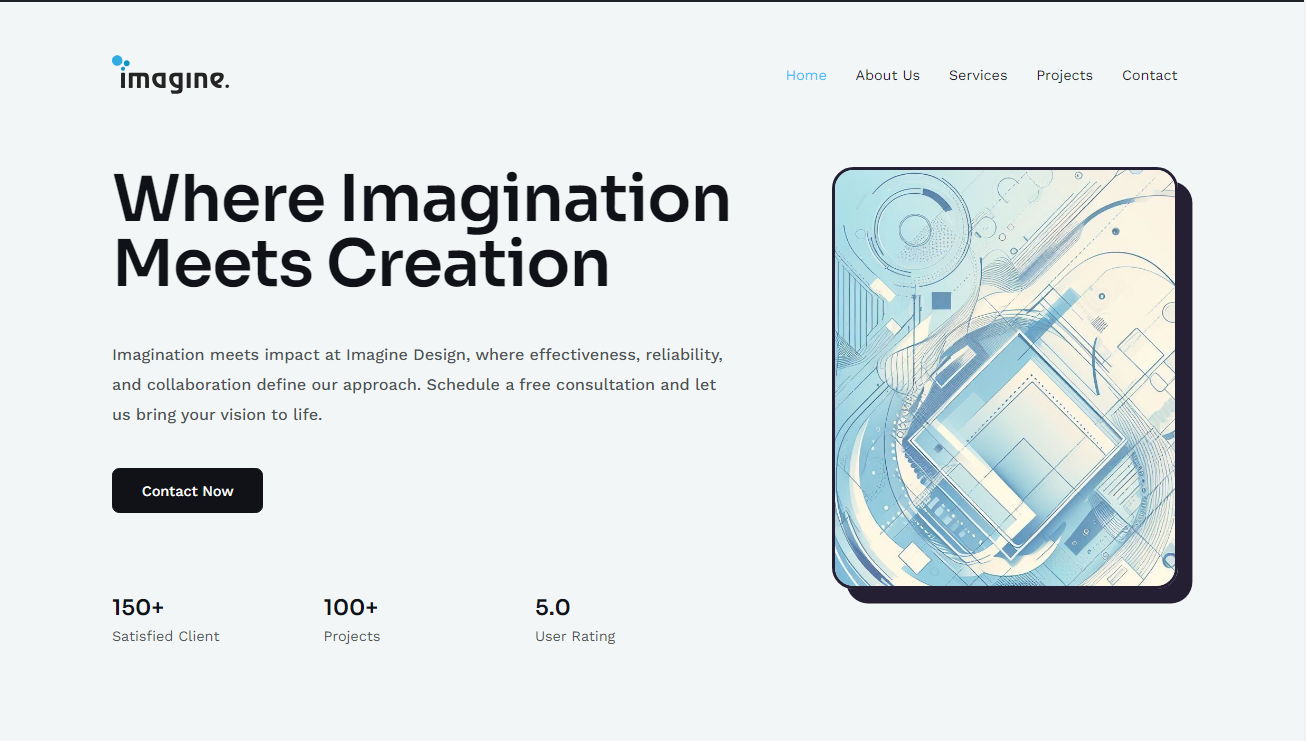 imagine.
Home About Us Services Projects Contact
Where Imagination
Meets Creation
Imagination meets impact at Imagine Design, where effectiveness, reliability,
and collaboration define our approach. Schedule a free consultation and let
us bring your vision to life.
Contact Now
150+ 100+ 5.0
Satisfied Client Projects User Rating